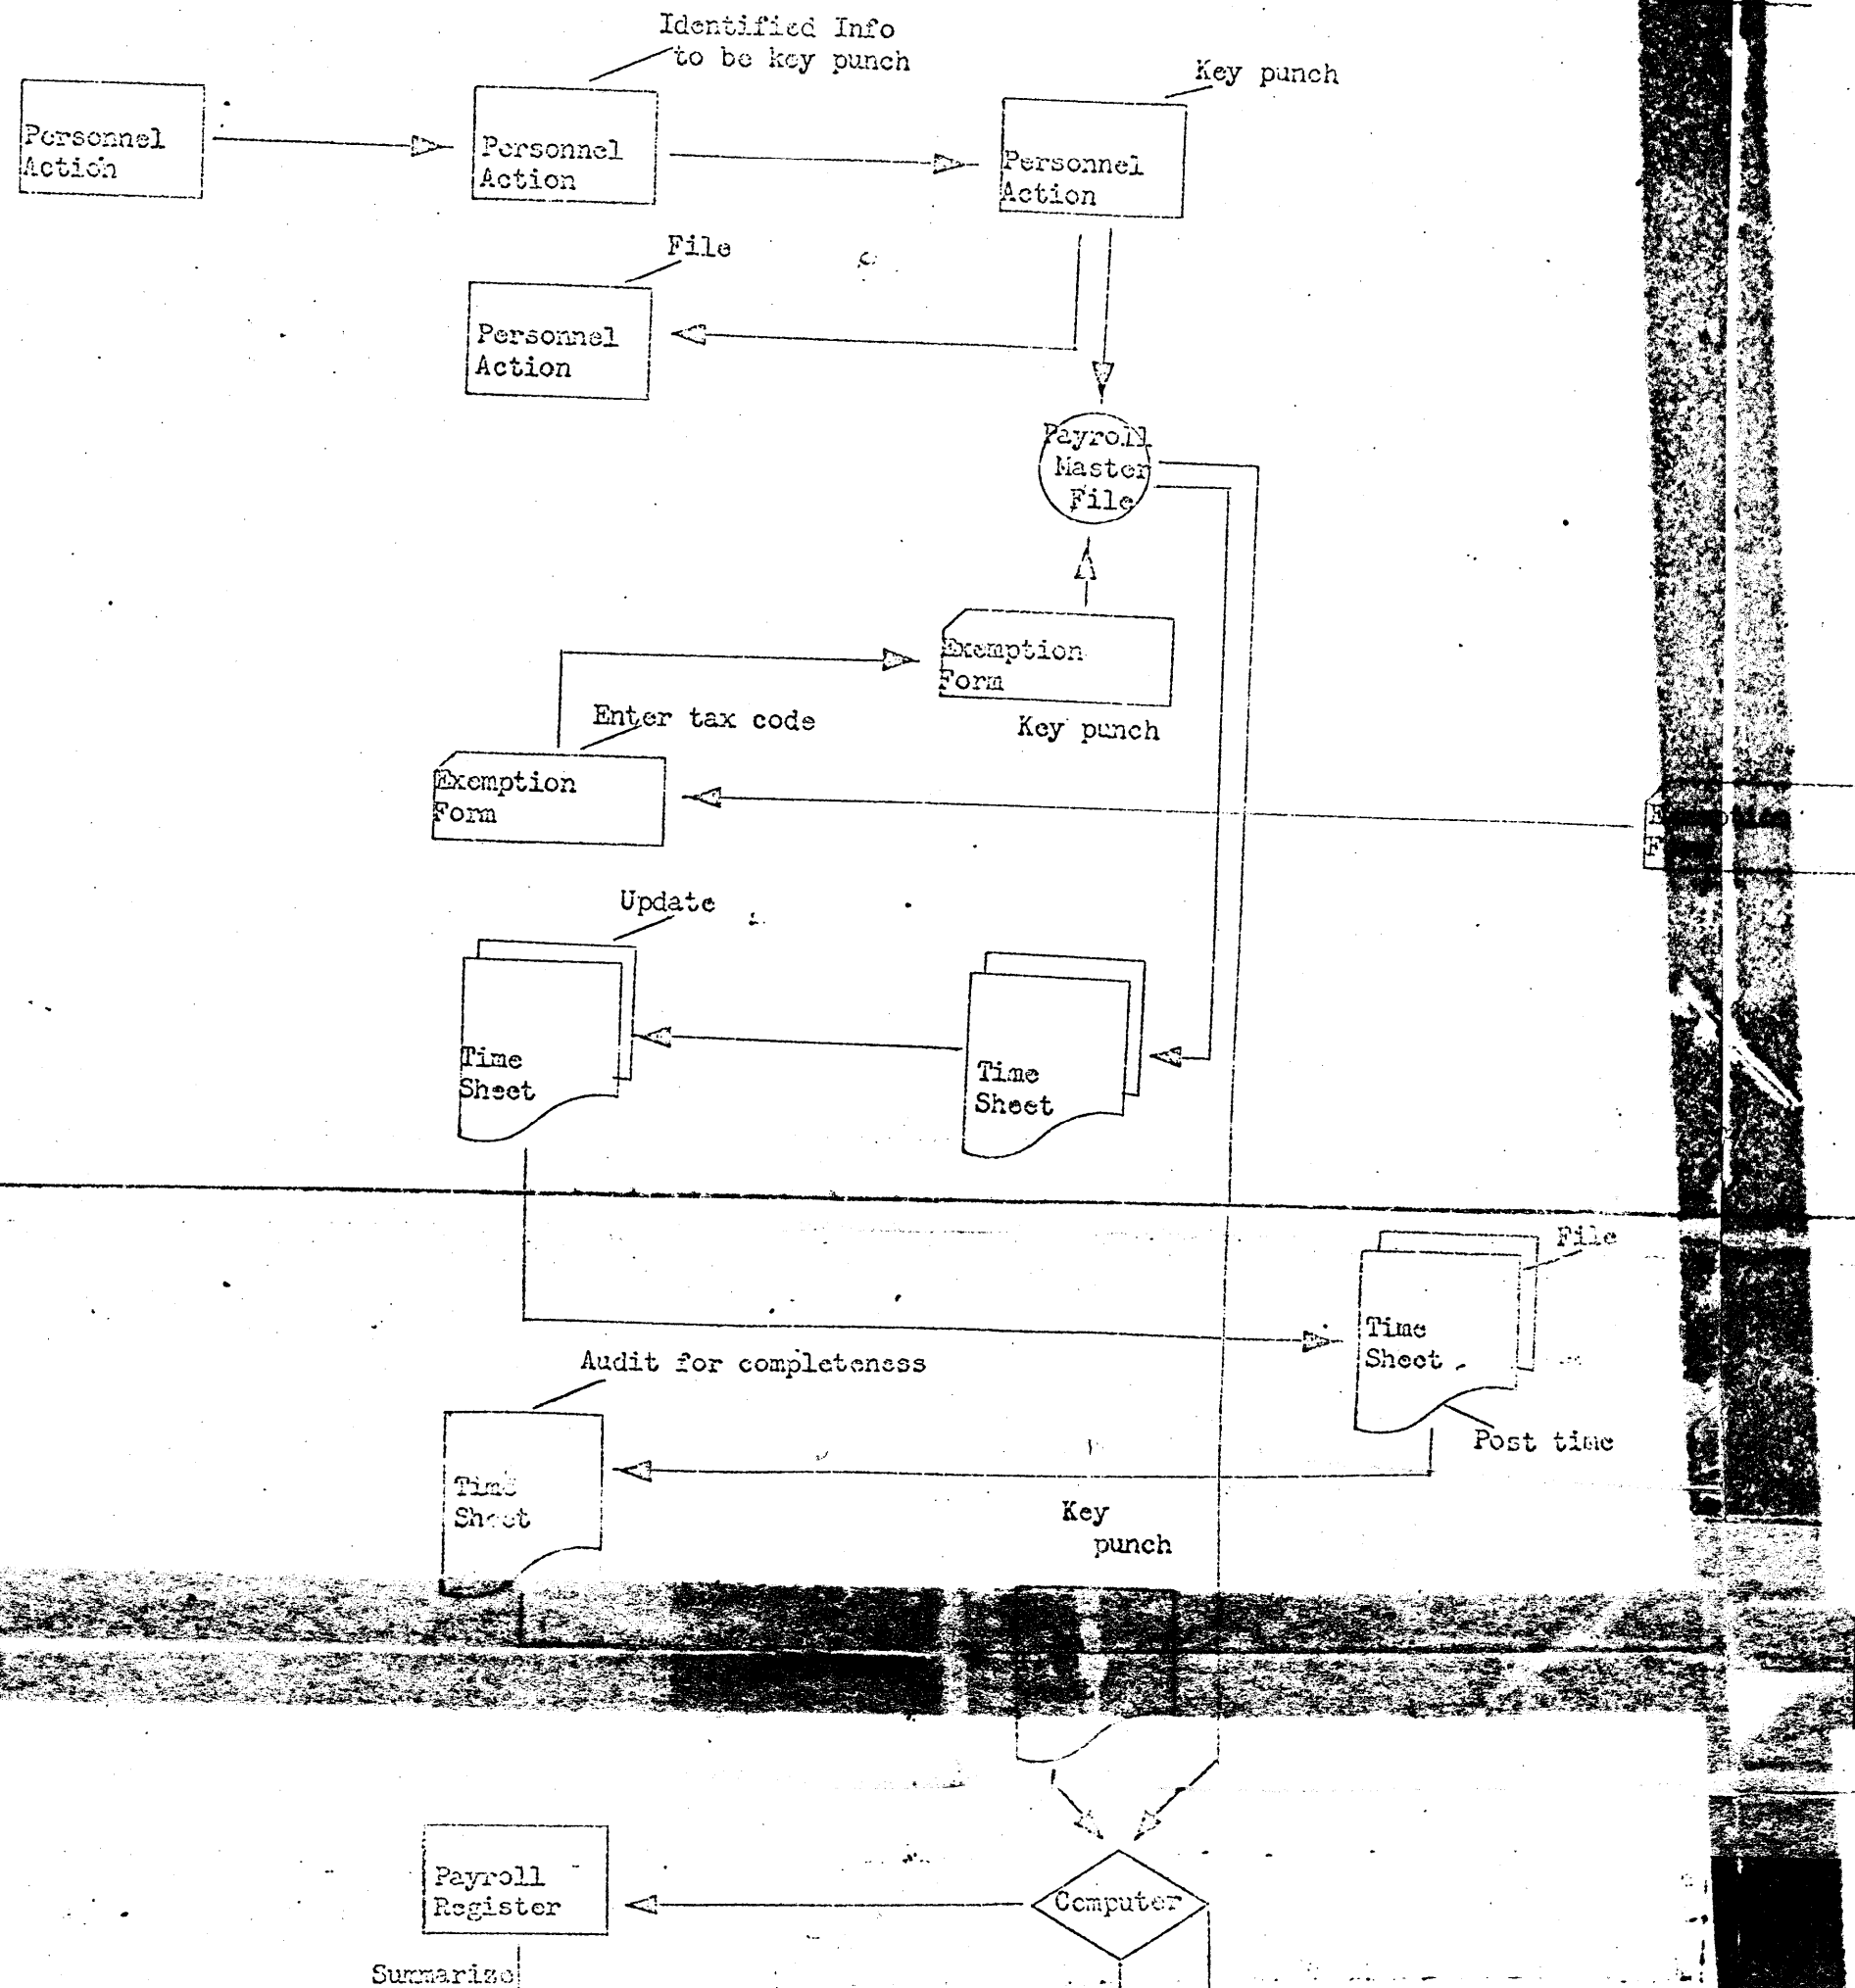 Identified Info
to be key punch
Key punch
Personnel
Action
Personnel
Action
Personnel
Action
File
Personnel
Action
Payroll
Master
File
Exemption
Form
Key punch
Enter tax code
Exemption
Form
Update
Time
Sheet
Time
Sheet
File
Time
Sheet
Post time
Audit for completeness
Time
Sheet
Key
punch
Payroll
Register
Computer
Summarize